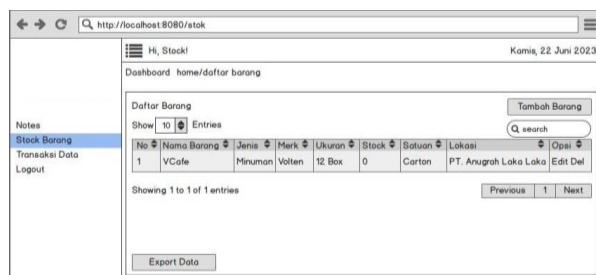 http://localhost:8080/stok
Hi, Stock!
Kamis, 22 Juni 2023
Dashboard home/daftar barang
Notes
Stock Barang
Transaksi Data
Logout
Daftar Barang
Tambah Barang
Show 10 Entries
search
No Nama Barang Jenis Merk Ukuran Stock Satuan Lokasi Opsi
1 VCafe Minuman Volten 12 Box 0 Carton PT. Anugrah Laka Laka Edit Del
Showing 1 to 1 of 1 entries
Previous 1 Next
Export Data